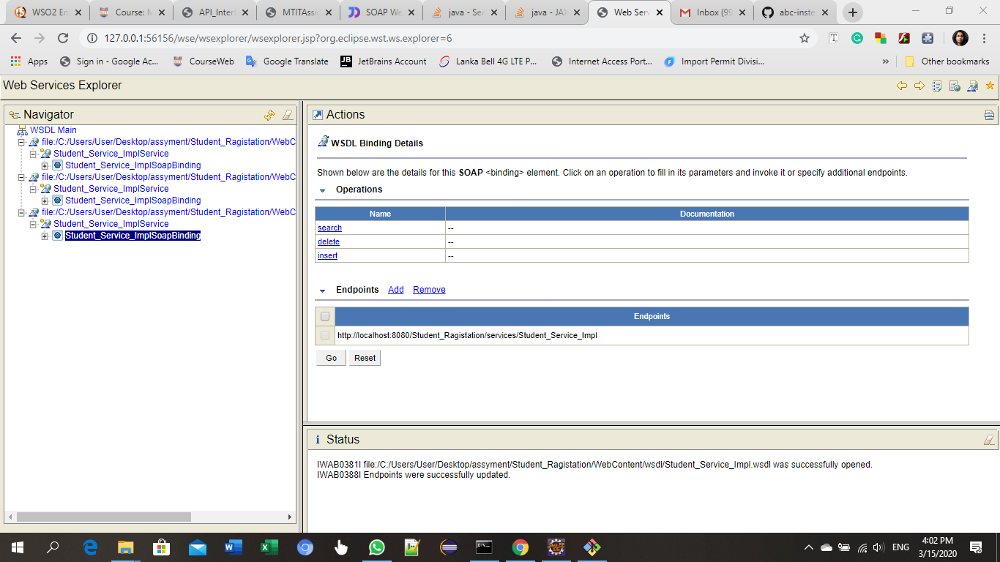 WSO2 En
Course: M
API_Inter
MTITAssig
SOAP We
java - Ser
java - JAX
Web Serv
Inbox (99
abc-inste
127.0.0.1:56156/wse/wsexplorer/wsexplorer.jsp?org.eclipse.wst.ws.explorer=6
Apps
Sign in - Google Ac...
CourseWeb
Google Translate
JB JetBrains Account
Lanka Bell 4G LTE P...
Internet Access Port...
Import Permit Divisi...
»
Other bookmarks
Web Services Explorer
Navigator
WSDL Main
file:/C:/Users/User/Desktop/assyment/Student_Ragistation/WebC
Student_Service_ImplService
Student_Service_ImplSoapBinding
file:/C:/Users/User/Desktop/assyment/Student_Ragistation/WebC
Student_Service_ImplService
Student_Service_ImplSoapBinding
file:/C:/Users/User/Desktop/assyment/Student_Ragistation/WebC
Student_Service_ImplService
Student_Service_ImplSoapBinding
Actions
WSDL Binding Details
Shown below are the details for this SOAP <binding> element. Click on an operation to fill in its parameters and invoke it or specify additional endpoints.
Operations
Name Documentation
search --
delete --
insert --
Endpoints Add Remove
Endpoints
http://localhost:8080/Student_Ragistation/services/Student_Service_Impl
Go Reset
i Status
IWAB0381I file:/C:/Users/User/Desktop/assyment/Student_Ragistation/WebContent/wsdl/Student_Service_Impl.wsdl was successfully opened.
IWAB0388I Endpoints were successfully updated.
ENG
4:02 PM
3/15/2020